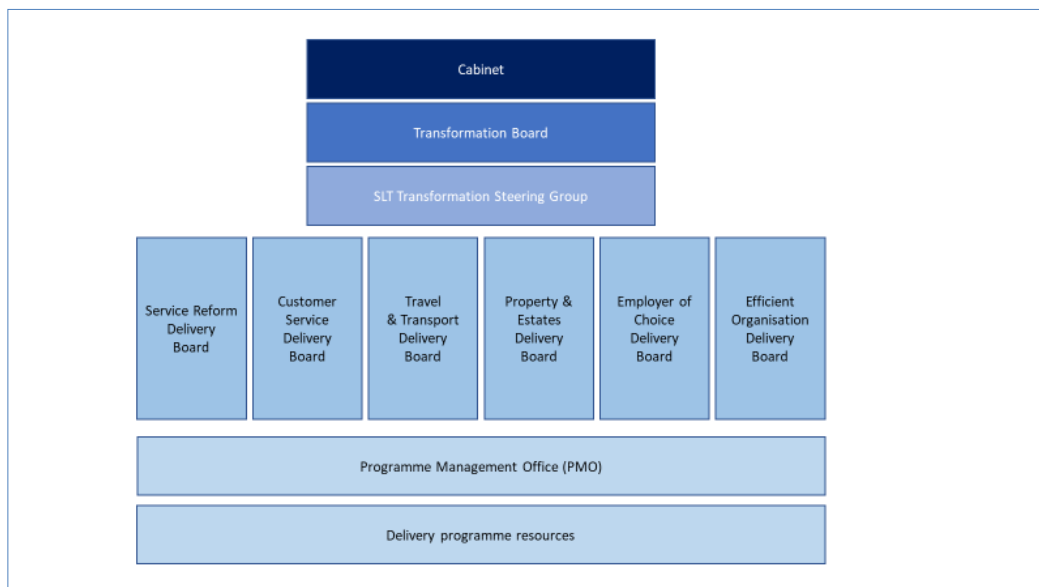 Cabinet
Transformation Board
SLT Transformation Steering Group
Service Reform
Delivery
Board
Customer
Service
Delivery
Board
Travel
& Transport
Delivery
Board
Property &
Estates
Delivery
Board
Employer of
Choice
Delivery
Board
Efficient
Organisation
Delivery
Board
Programme Management Office (PMO)
Delivery programme resources